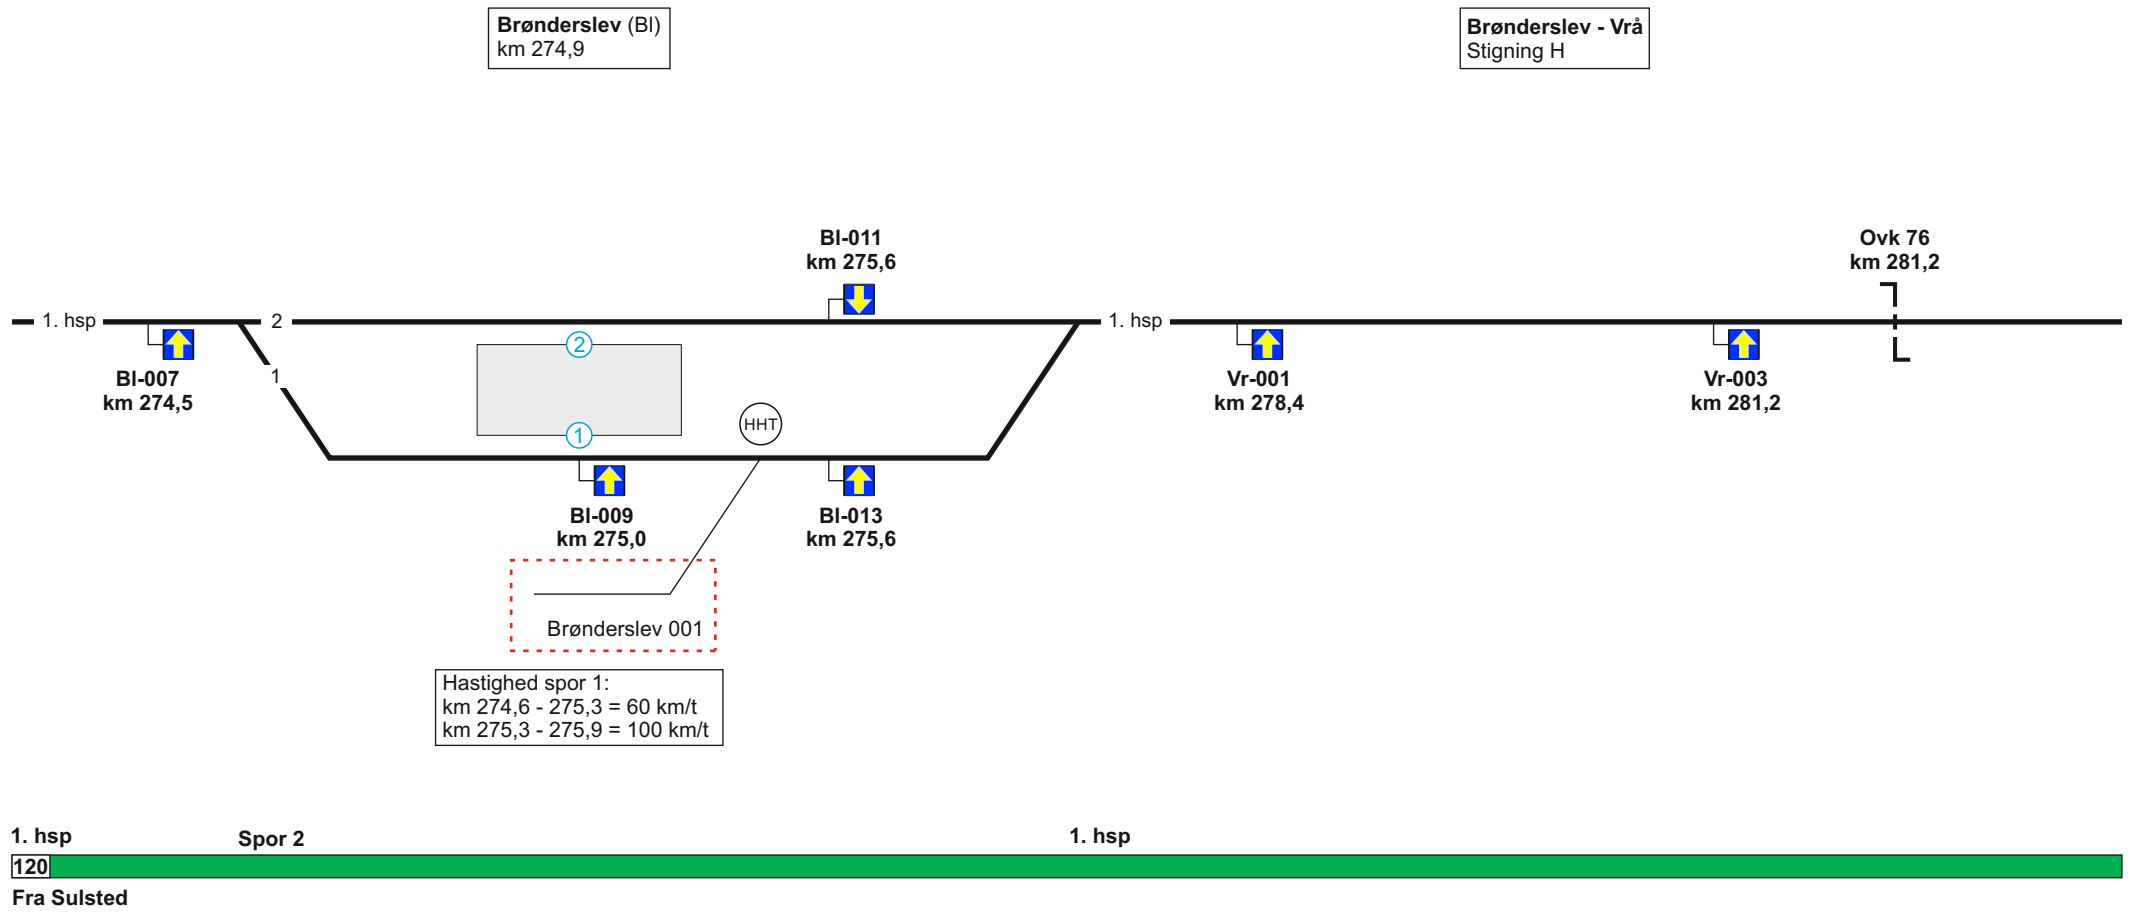 Brønderslev (Bl)
km 274,9
Brønderslev - Vrå
Stigning H
Bl-011
km 275,6
Ovk 76
km 281,2
1. hsp
2
1. hsp
2
1
Bl-007
km 274,5
Vr-001
km 278,4
Vr-003
km 281,2
HHT
1
Bl-009
km 275,0
Bl-013
km 275,6
Brønderslev 001
Hastighed spor 1:
km 274,6 - 275,3 = 60 km/t
km 275,3 - 275,9 = 100 km/t
1. hsp
Spor 2
1. hsp
120
Fra Sulsted